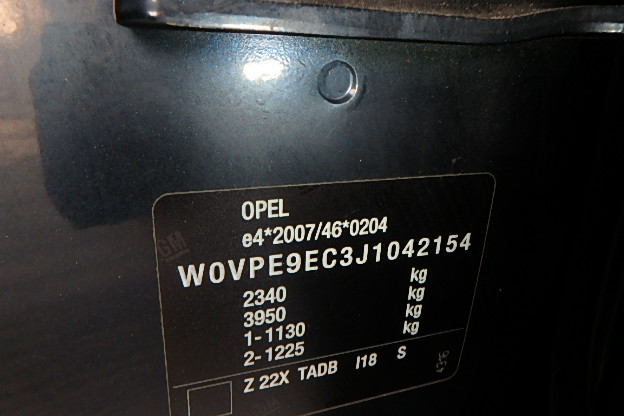 OPEL
e4*2007/46*0204
W0VPE9EC3J1042154
2340 kg
3950 kg
1-1130 kg
2-1225 kg
Z 22X TADB I18 S
GM